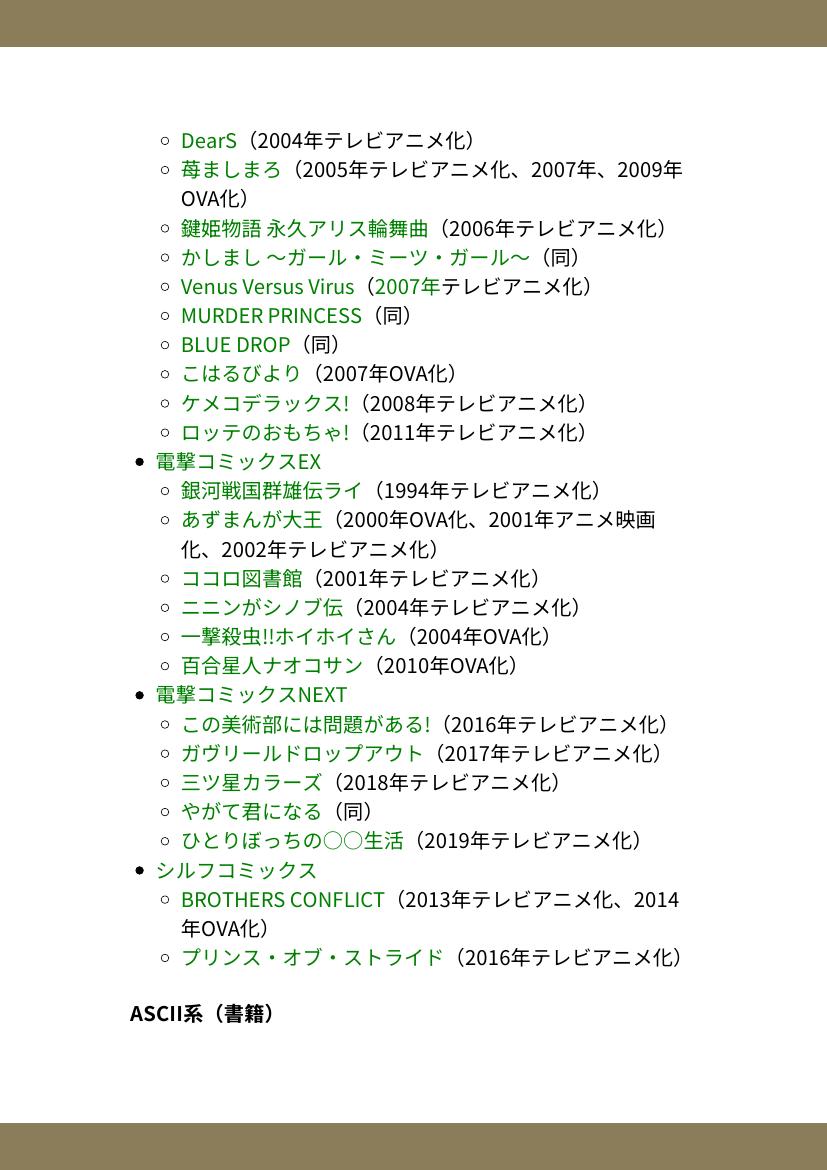 DearS（2004年テレビアニメ化）
苺ましまろ（2005年テレビアニメ化、2007年、2009年
OVA化）
鍵姫物語 永久アリス輪舞曲（2006年テレビアニメ化）
かしまし 〜ガール・ミーツ・ガール〜（同）
Venus Versus Virus（2007年テレビアニメ化）
MURDER PRINCESS（同）
BLUE DROP（同）
こはるびより（2007年OVA化）
ケメコデラックス!（2008年テレビアニメ化）
ロッテのおもちゃ!（2011年テレビアニメ化）
電撃コミックスEX
銀河戦国群雄伝ライ（1994年テレビアニメ化）
あずまんが大王（2000年OVA化、2001年アニメ映画
化、2002年テレビアニメ化）
ココロ図書館（2001年テレビアニメ化）
ニニンがシノブ伝（2004年テレビアニメ化）
一撃殺虫!!ホイホイさん（2004年OVA化）
百合星人ナオコサン（2010年OVA化）
電撃コミックスNEXT
この美術部には問題がある!（2016年テレビアニメ化）
ガヴリールドロップアウト（2017年テレビアニメ化）
三ツ星カラーズ（2018年テレビアニメ化）
やがて君になる（同）
ひとりぼっちの○○生活（2019年テレビアニメ化）
シルフコミックス
BROTHERS CONFLICT（2013年テレビアニメ化、2014
年OVA化）
プリンス・オブ・ストライド（2016年テレビアニメ化）
ASCII系（書籍）